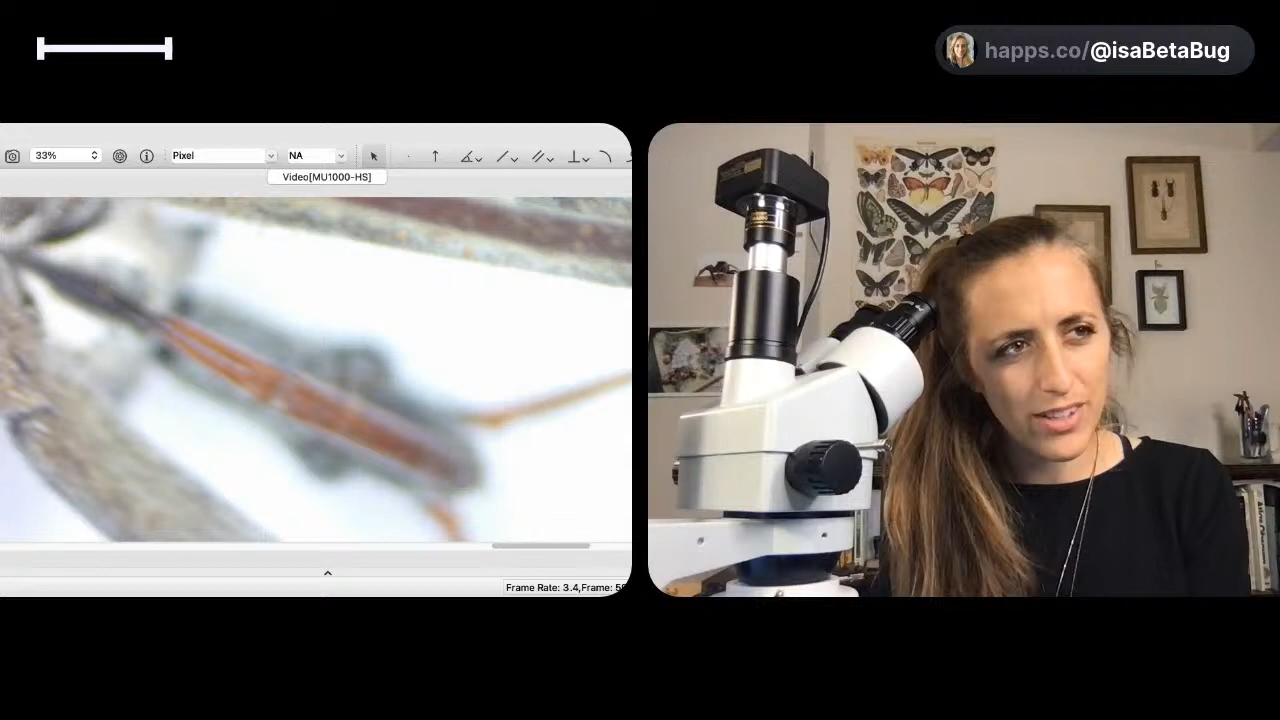 happs.co/@isaBetaBug
33%
Pixel
NA
Video[MU1000-HS]
Frame Rate: 3.4,Frame: 5